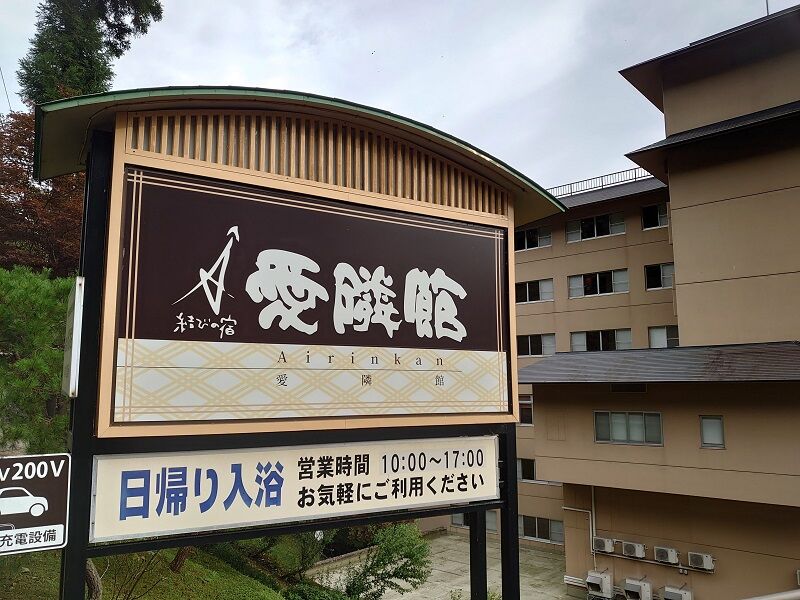 結びの宿 愛隣館
Airinkan
愛隣館
日帰り入浴
営業時間 10:00～17:00
お気軽にご利用ください
V200V
充電設備